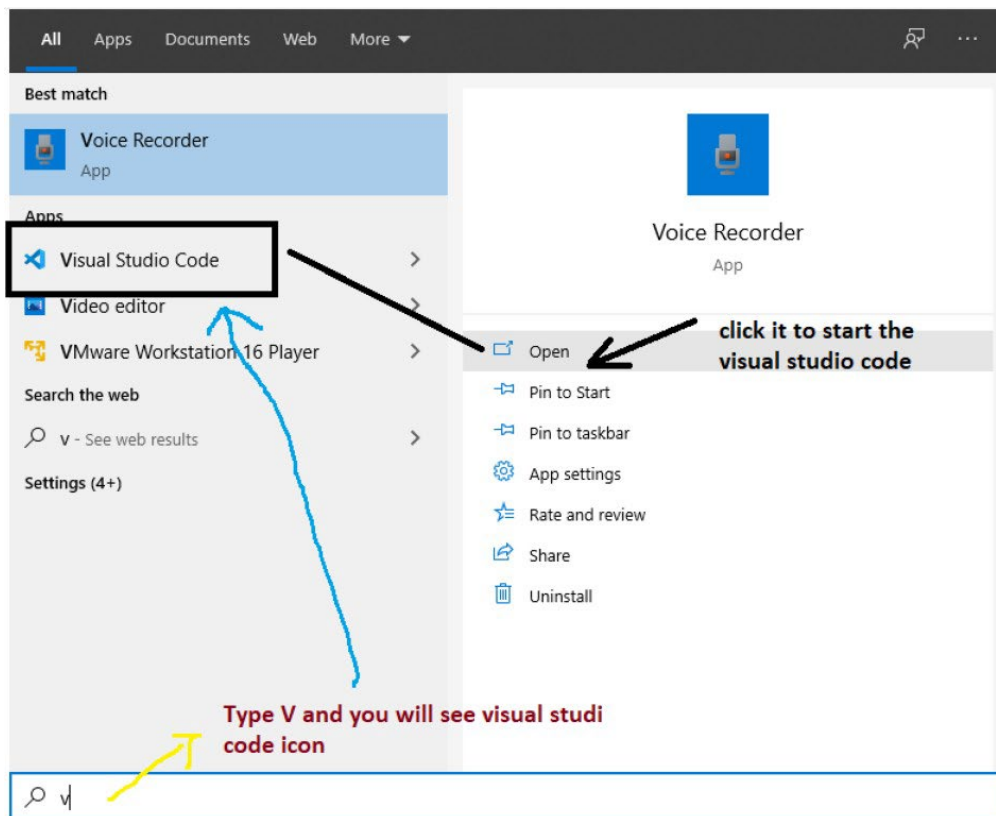 All Apps Documents Web More
Best match
Voice Recorder
App
Apps
Visual Studio Code
Video editor
VMware Workstation 16 Player
Search the web
v - See web results
Settings (4+)
Voice Recorder
App
click it to start the
visual studio code
Open
Pin to Start
Pin to taskbar
App settings
Rate and review
Share
Uninstall
Type V and you will see visual studi
code icon
v